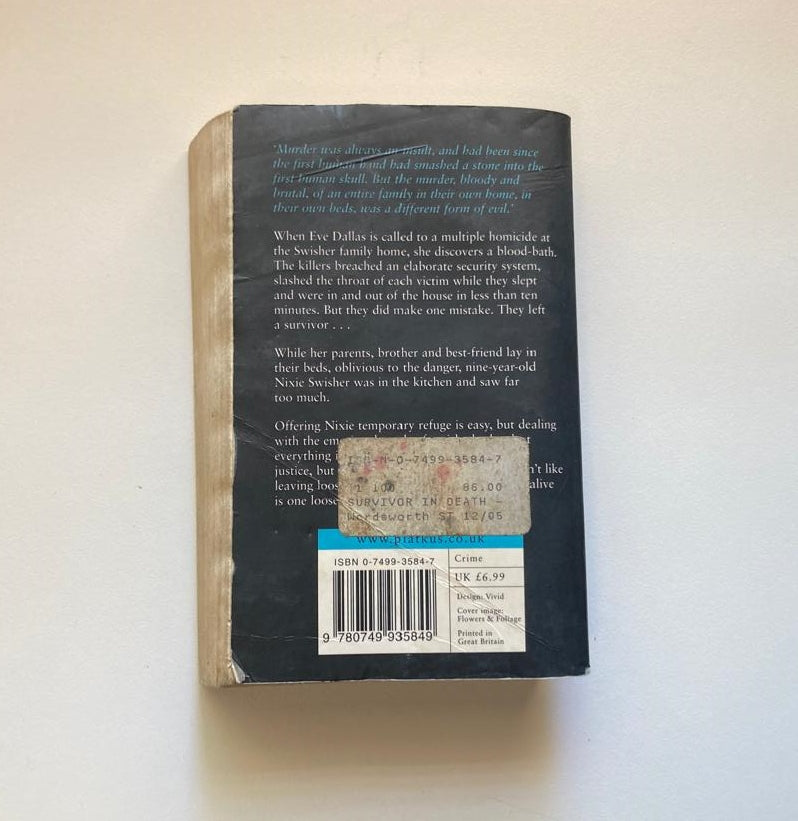 'Murder was always an insult, and had been since
the first human hand had smashed a stone into the
first human skull. But the murder, bloody and
brutal, of an entire family in their own home, in
their own beds, was a different form of evil.'
When Eve Dallas is called to a multiple homicide at
the Swisher family home, she discovers a blood-bath.
The killers breached an elaborate security system,
slashed the throat of each victim while they slept
and were in and out of the house in less than ten
minutes. But they did make one mistake. They left
a survivor . . .
While her parents, brother and best-friend lay in
their beds, oblivious to the danger, nine-year-old
Nixie Swisher was in the kitchen and saw far
too much.
Offering Nixie temporary refuge is easy, but dealing
with the
everything
justice, but 't like
leaving alive
is one loose
0-7499-3584-7
86.00
SURVIVOR IN DEATH -
Wordsworth ST 12/05
www.piatkus.co.uk
ISBN 0-7499-3584-7
9 780749 935849
Crime
UK £6.99
Design: Vivid
Cover image:
Flowers & Foliage
Printed in
Great Britain